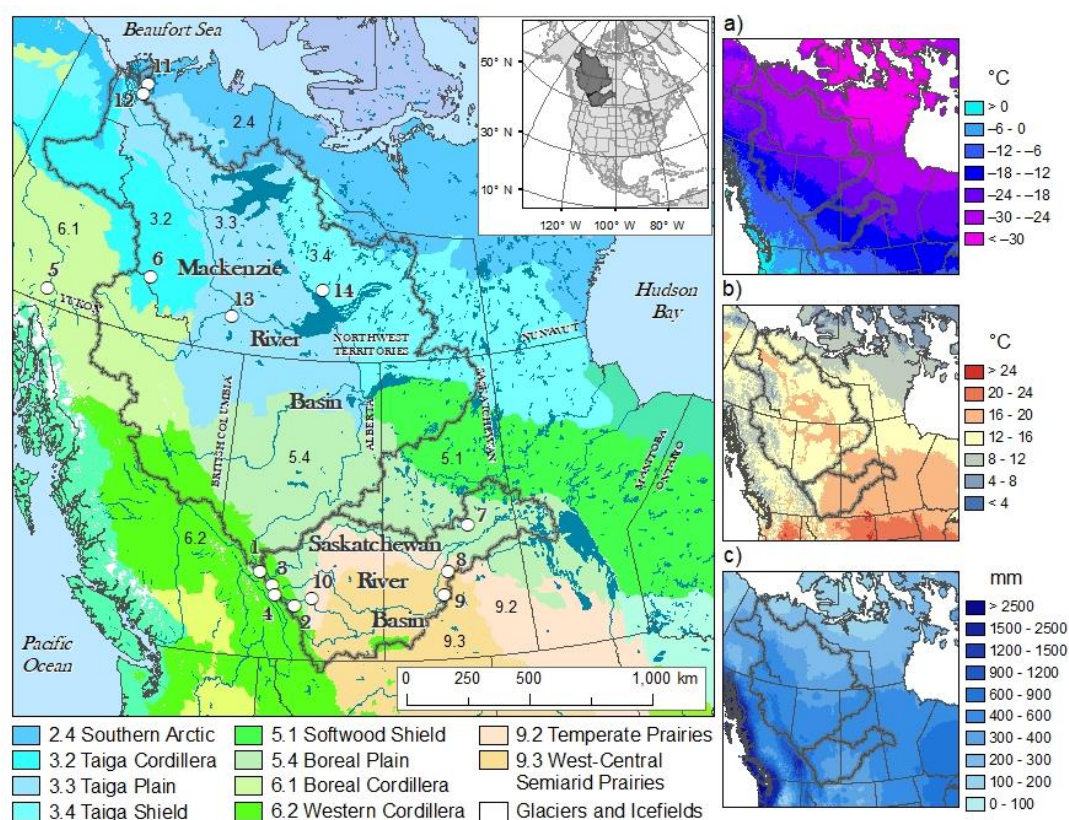 Beaufort Sea
11
12
2.4
3.2
3.3
6.1
3.4
5
6
Mackenzie
13
14
YUKON
River
NORTHWEST
TERRITORIES
NUNAVUT
Hudson
Bay
BRITISH COLUMBIA
Basin
ALBERTA
SASKATCHEWAN
MANITOBA
ONTARIO
5.4
5.1
7
6.2
Saskatchewan
1
3
8
10
River
4
2
9
9.2
Basin
9.3
Pacific
Ocean
0 250 500 1,000 km
50° N
30° N
10° N
120° W 100° W 80° W
2.4 Southern Arctic
3.2 Taiga Cordillera
3.3 Taiga Plain
3.4 Taiga Shield
5.1 Softwood Shield
5.4 Boreal Plain
6.1 Boreal Cordillera
6.2 Western Cordillera
9.2 Temperate Prairies
9.3 West-Central
Semiarid Prairies
Glaciers and Icefields
a)
°C
> 0
–6 - 0
–12 - –6
–18 - –12
–24 - –18
–30 - –24
< –30
b)
°C
> 24
20 - 24
16 - 20
12 - 16
8 - 12
4 - 8
< 4
c)
mm
> 2500
1500 - 2500
1200 - 1500
900 - 1200
600 - 900
400 - 600
300 - 400
200 - 300
100 - 200
0 - 100